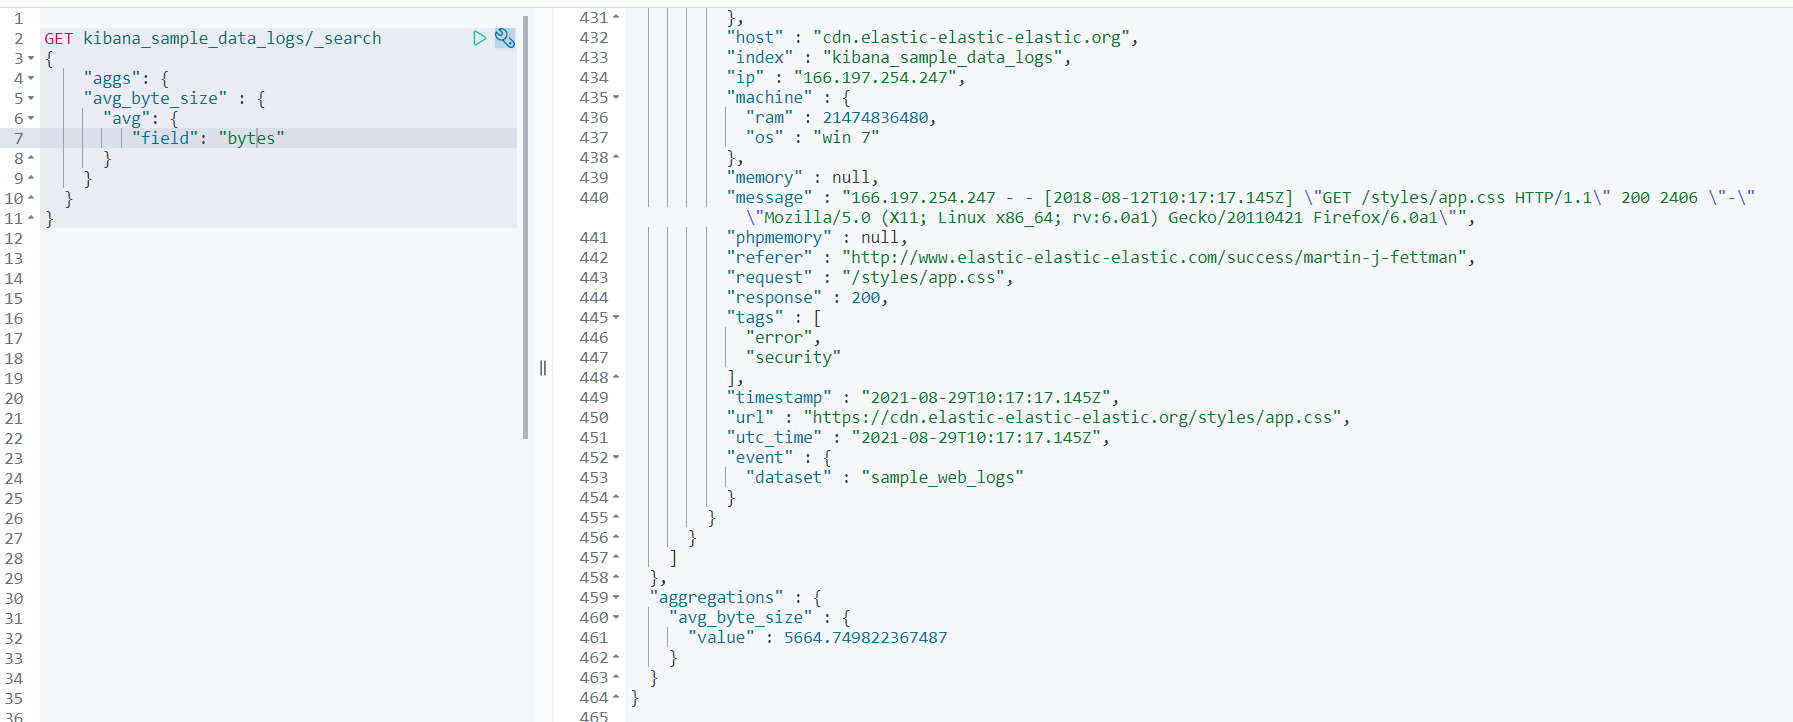 1
2 GET kibana_sample_data_logs/_search
3 {
4 "aggs": {
5 "avg_byte_size" : {
6 "avg": {
7 "field": "bytes"
8 }
9 }
10 }
11 }
12
13
14
15
16
17
18
19
20
21
22
23
24
25
26
27
28
29
30
31
32
33
34
35
36
431 },
432 "host" : "cdn.elastic-elastic-elastic.org",
433 "index" : "kibana_sample_data_logs",
434 "ip" : "166.197.254.247",
435 "machine" : {
436 "ram" : 21474836480,
437 "os" : "win 7"
438 },
439 "memory" : null,
440 "message" : "166.197.254.247 - - [2018-08-12T10:17:17.145Z] \"GET /styles/app.css HTTP/1.1\" 200 2406 \"-\"
\"Mozilla/5.0 (X11; Linux x86_64; rv:6.0a1) Gecko/20110421 Firefox/6.0a1\"",
441 "phpmemory" : null,
442 "referer" : "http://www.elastic-elastic-elastic.com/success/martin-j-fettman",
443 "request" : "/styles/app.css",
444 "response" : 200,
445 "tags" : [
446 "error",
447 "security"
448 ],
449 "timestamp" : "2021-08-29T10:17:17.145Z",
450 "url" : "https://cdn.elastic-elastic-elastic.org/styles/app.css",
451 "utc_time" : "2021-08-29T10:17:17.145Z",
452 "event" : {
453 "dataset" : "sample_web_logs"
454 }
455 }
456 }
457 ]
458 },
459 "aggregations" : {
460 "avg_byte_size" : {
461 "value" : 5664.749822367487
462 }
463 }
464 }
465